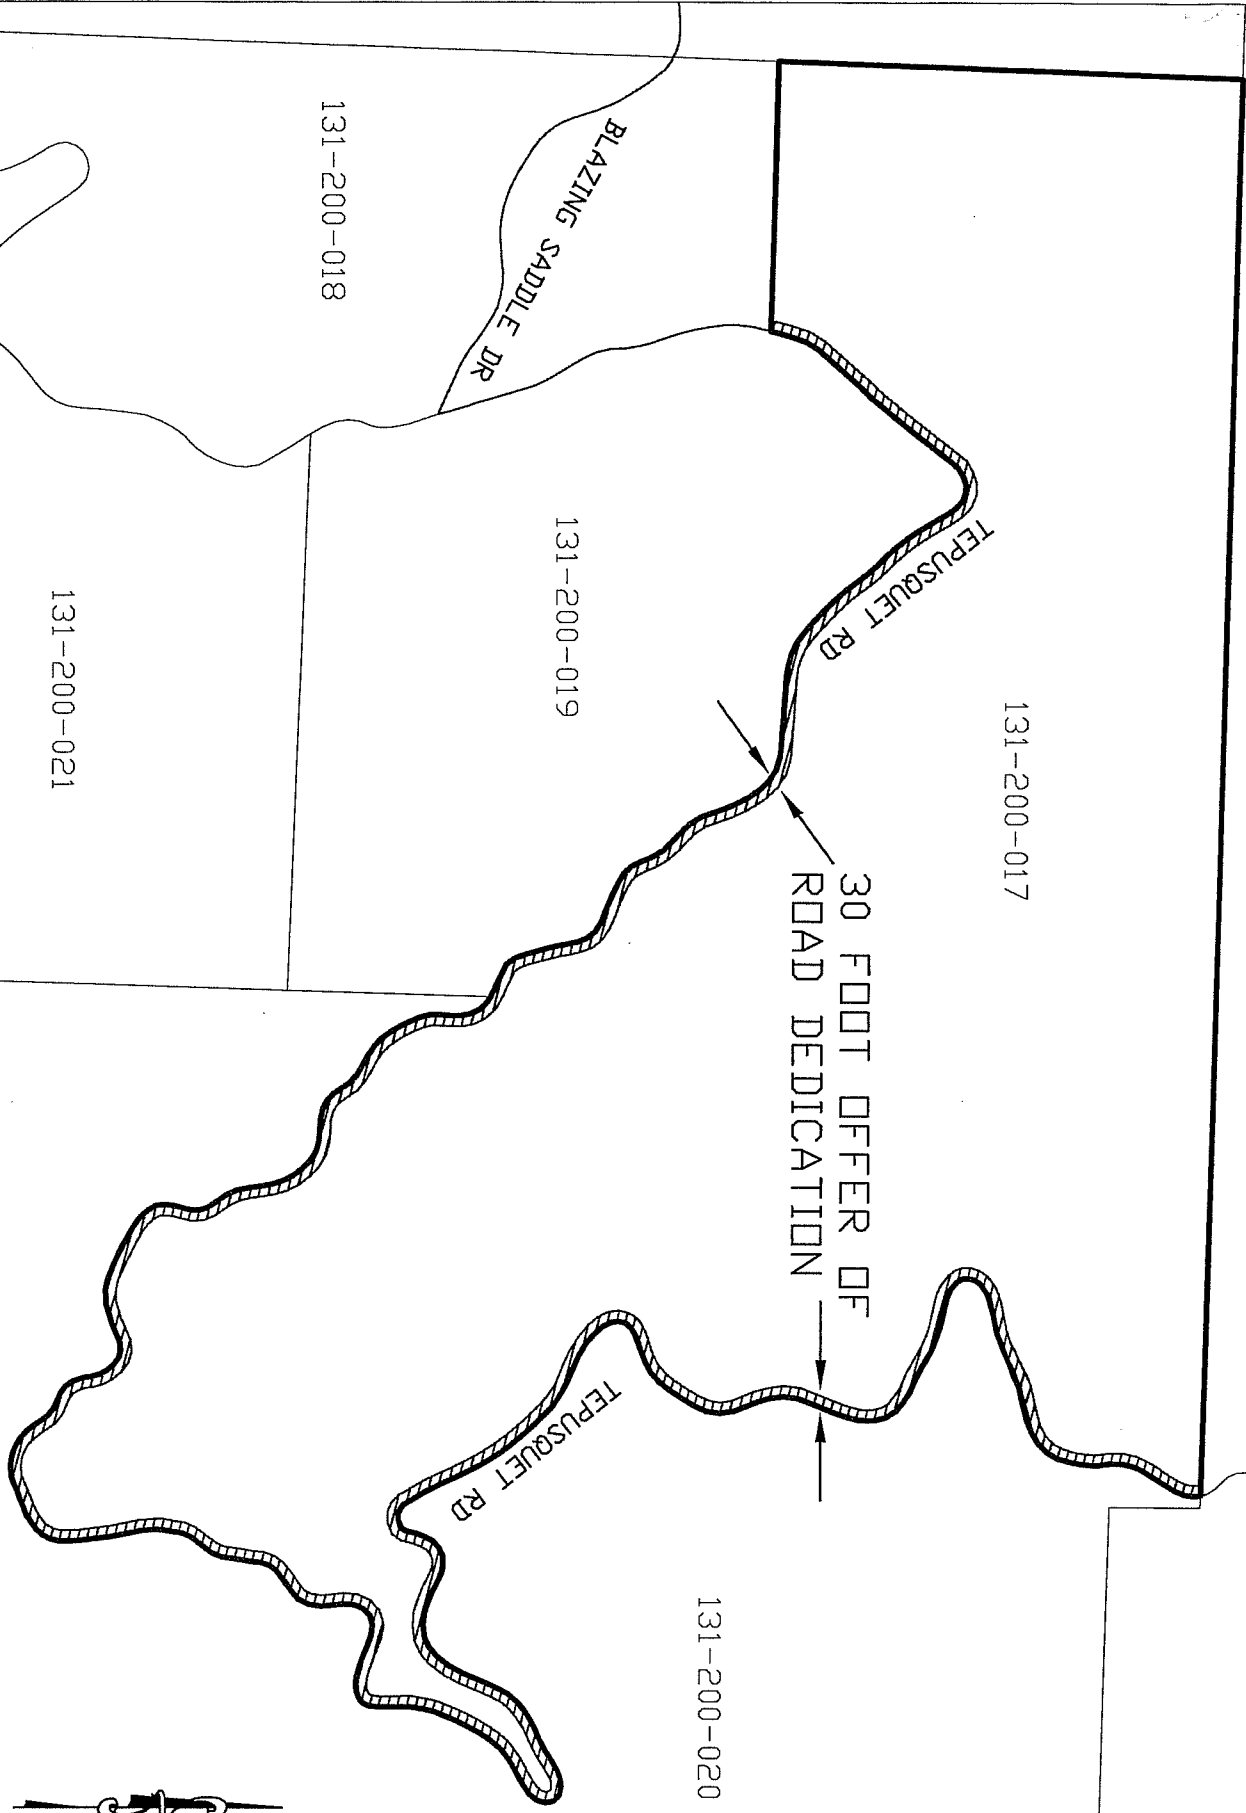 131-200-017
TEPUSQUET RD
30 FOOT OFFER OF
ROAD DEDICATION
131-200-020
BLAZING SADDLE DR
131-200-019
TEPUSQUET RD
131-200-018
131-200-021